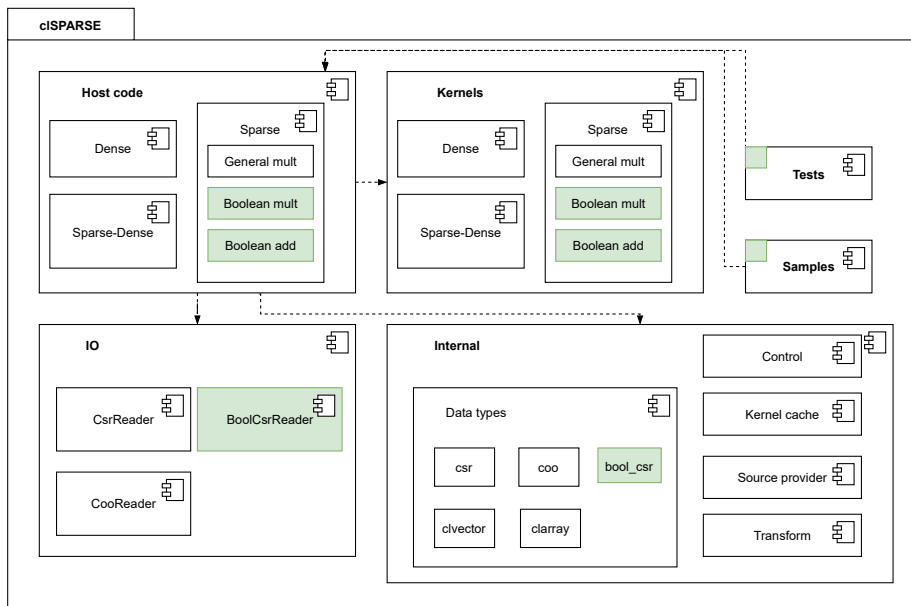 clSPARSE
Host code
Dense
Sparse-Dense
Sparse
General mult
Boolean mult
Boolean add
Kernels
Dense
Sparse-Dense
Sparse
General mult
Boolean mult
Boolean add
Tests
Samples
IO
CsrReader
BoolCsrReader
CooReader
Internal
Data types
csr
coo
bool_csr
clvector
clarray
Control
Kernel cache
Source provider
Transform